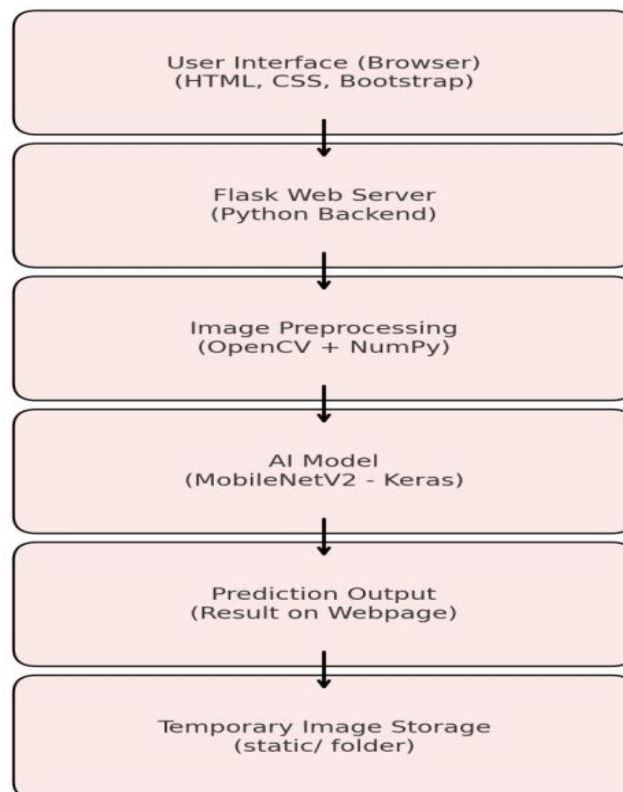 User Interface (Browser)
(HTML, CSS, Bootstrap)
Flask Web Server
(Python Backend)
Image Preprocessing
(OpenCV + NumPy)
AI Model
(MobileNetV2 - Keras)
Prediction Output
(Result on Webpage)
Temporary Image Storage
(static/ folder)